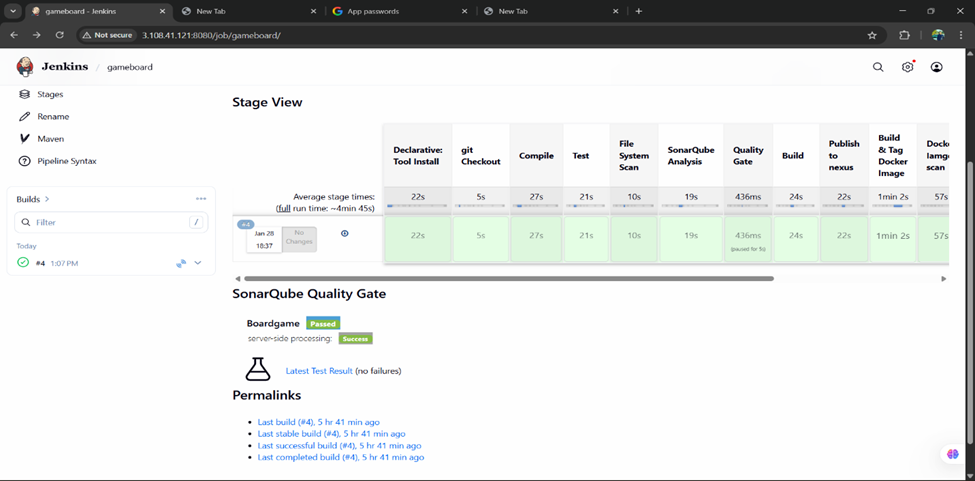 gameboard - Jenkins
New Tab
App passwords
New Tab
Not secure
3.108.41.121:8080/job/gameboard/
Jenkins / gameboard
Stages
Rename
Maven
Pipeline Syntax
Builds
Filter
/
Today
#4 1:07 PM
Stage View
Declarative: Tool Install
git Checkout
Compile
Test
File System Scan
SonarQube Analysis
Quality Gate
Build
Publish to nexus
Build & Tag Docker Image
Docke Iamge scan
Average stage times:
22s 5s 27s 21s 10s 19s 436ms 24s 22s 1min 2s 57s
(full run time: ~4min 45s)
#4
Jan 28
18:37
No Changes
22s 5s 27s 21s 10s 19s 436ms 24s 22s 1min 2s 57s
(paused for 5s)
SonarQube Quality Gate
Boardgame Passed
server-side processing: Success
Latest Test Result (no failures)
Permalinks
Last build (#4), 5 hr 41 min ago
Last stable build (#4), 5 hr 41 min ago
Last successful build (#4), 5 hr 41 min ago
Last completed build (#4), 5 hr 41 min ago